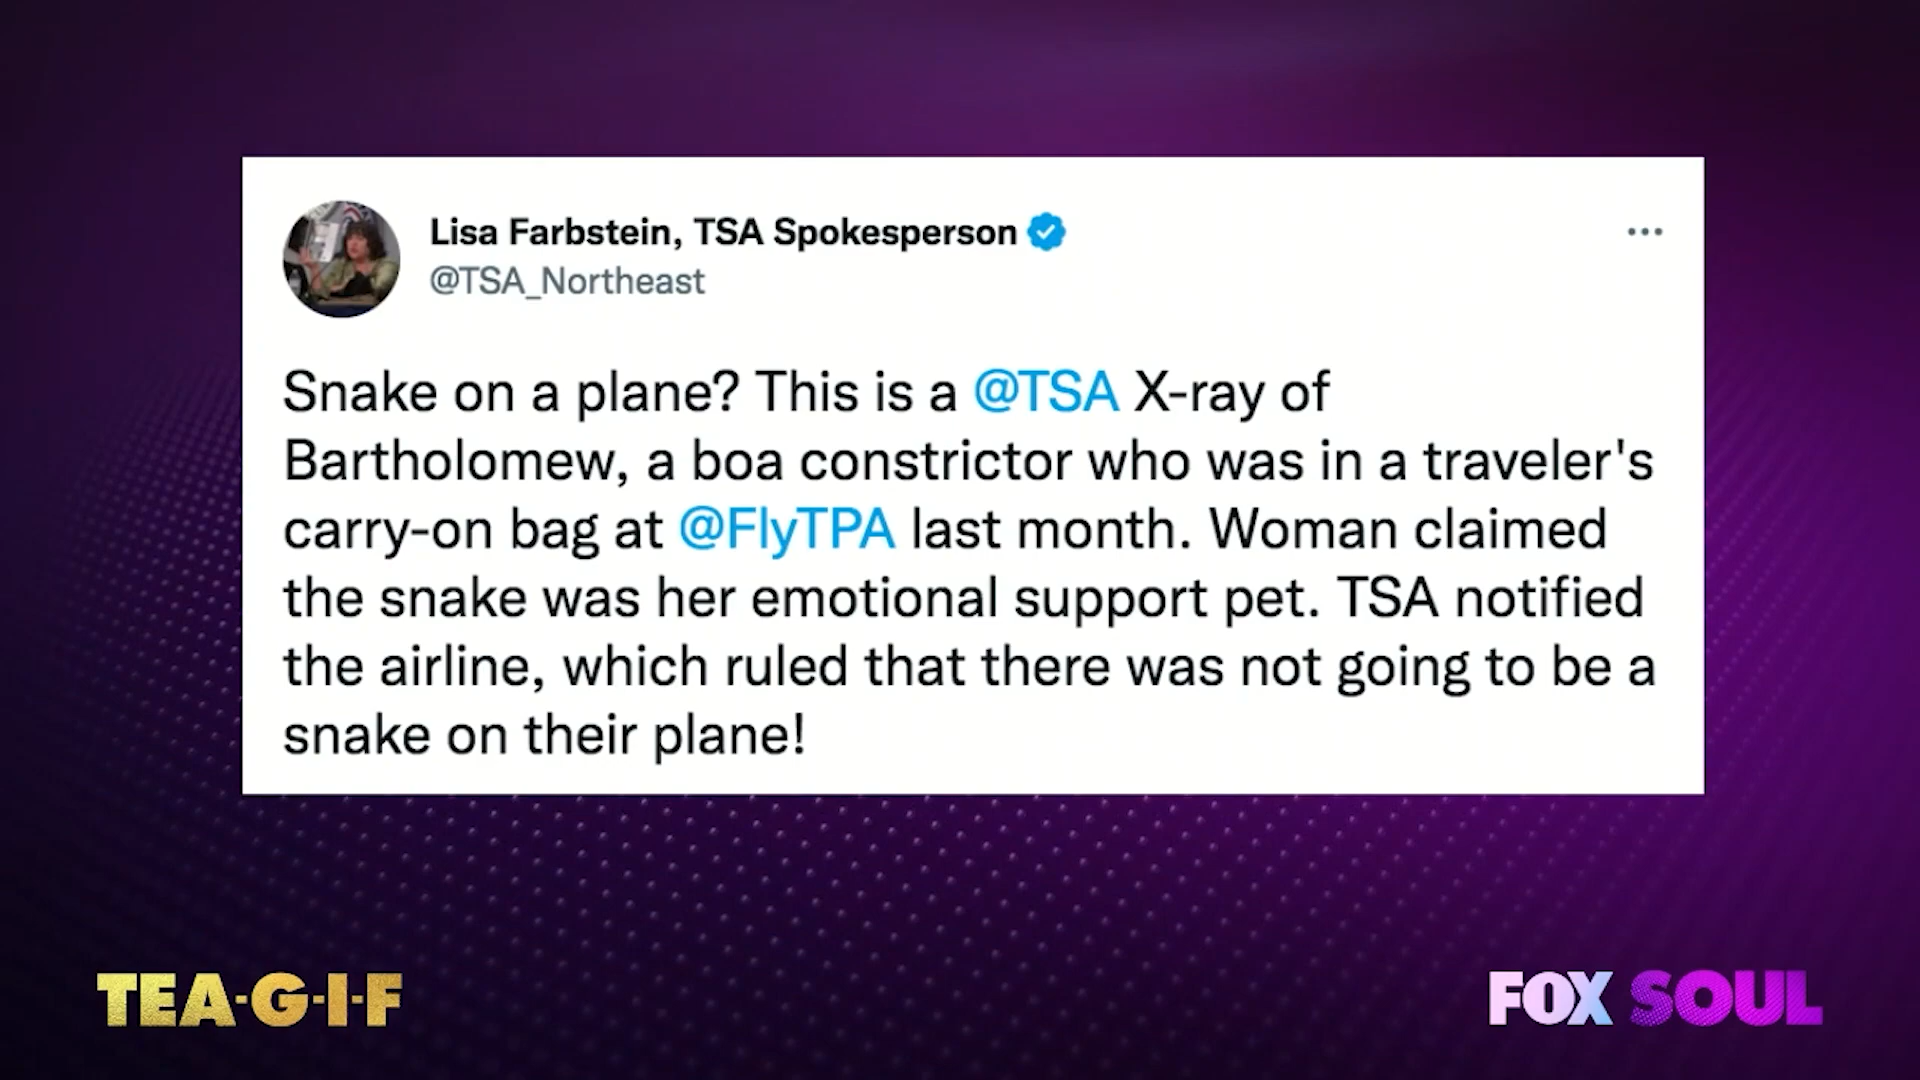 Lisa Farbstein, TSA Spokesperson
@TSA_Northeast
Snake on a plane? This is a @TSA X-ray of
Bartholomew, a boa constrictor who was in a traveler's
carry-on bag at @FlyTPA last month. Woman claimed
the snake was her emotional support pet. TSA notified
the airline, which ruled that there was not going to be a
snake on their plane!
TEA-G-I-F
FOX SOUL